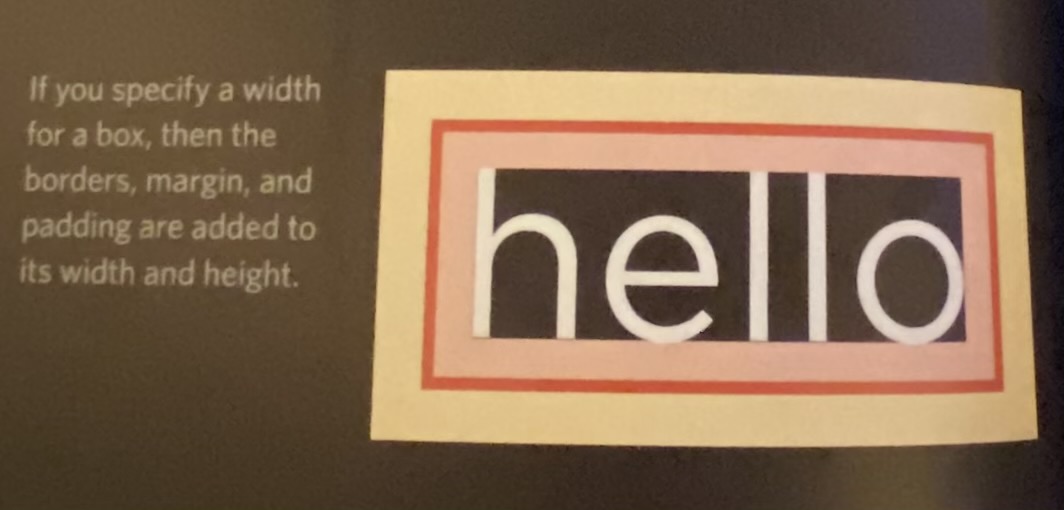 If you specify a width
for a box, then the
borders, margin, and
padding are added to
its width and height.
hello